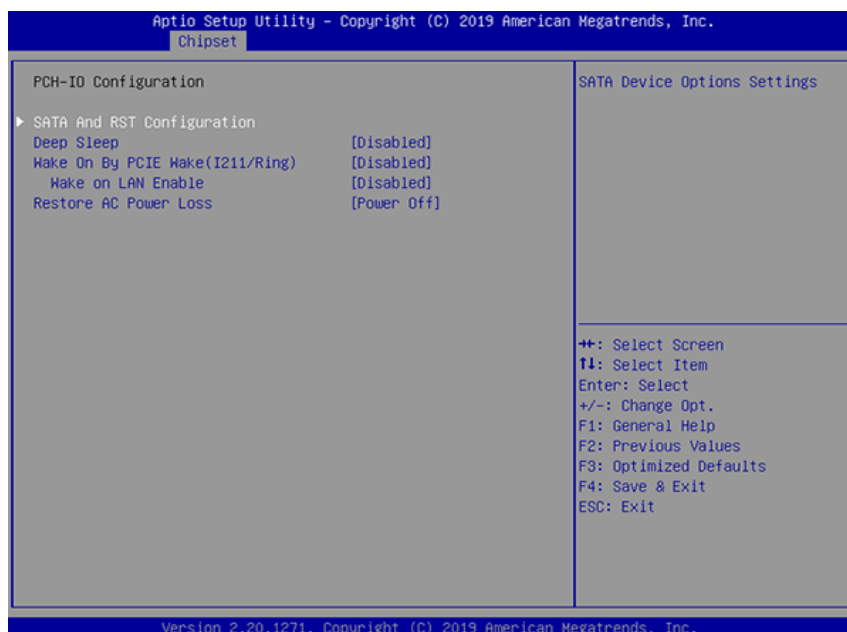 Aptio Setup Utility – Copyright (C) 2019 American Megatrends, Inc.
Chipset
PCH-IO Configuration
SATA And RST Configuration
Deep Sleep [Disabled]
Wake On By PCIE Wake(I211/Ring) [Disabled]
Wake on LAN Enable [Disabled]
Restore AC Power Loss [Power Off]
SATA Device Options Settings
→←: Select Screen
↑↓: Select Item
Enter: Select
+/-: Change Opt.
F1: General Help
F2: Previous Values
F3: Optimized Defaults
F4: Save & Exit
ESC: Exit
Version 2.20.1271. Copyright (C) 2019 American Megatrends, Inc.